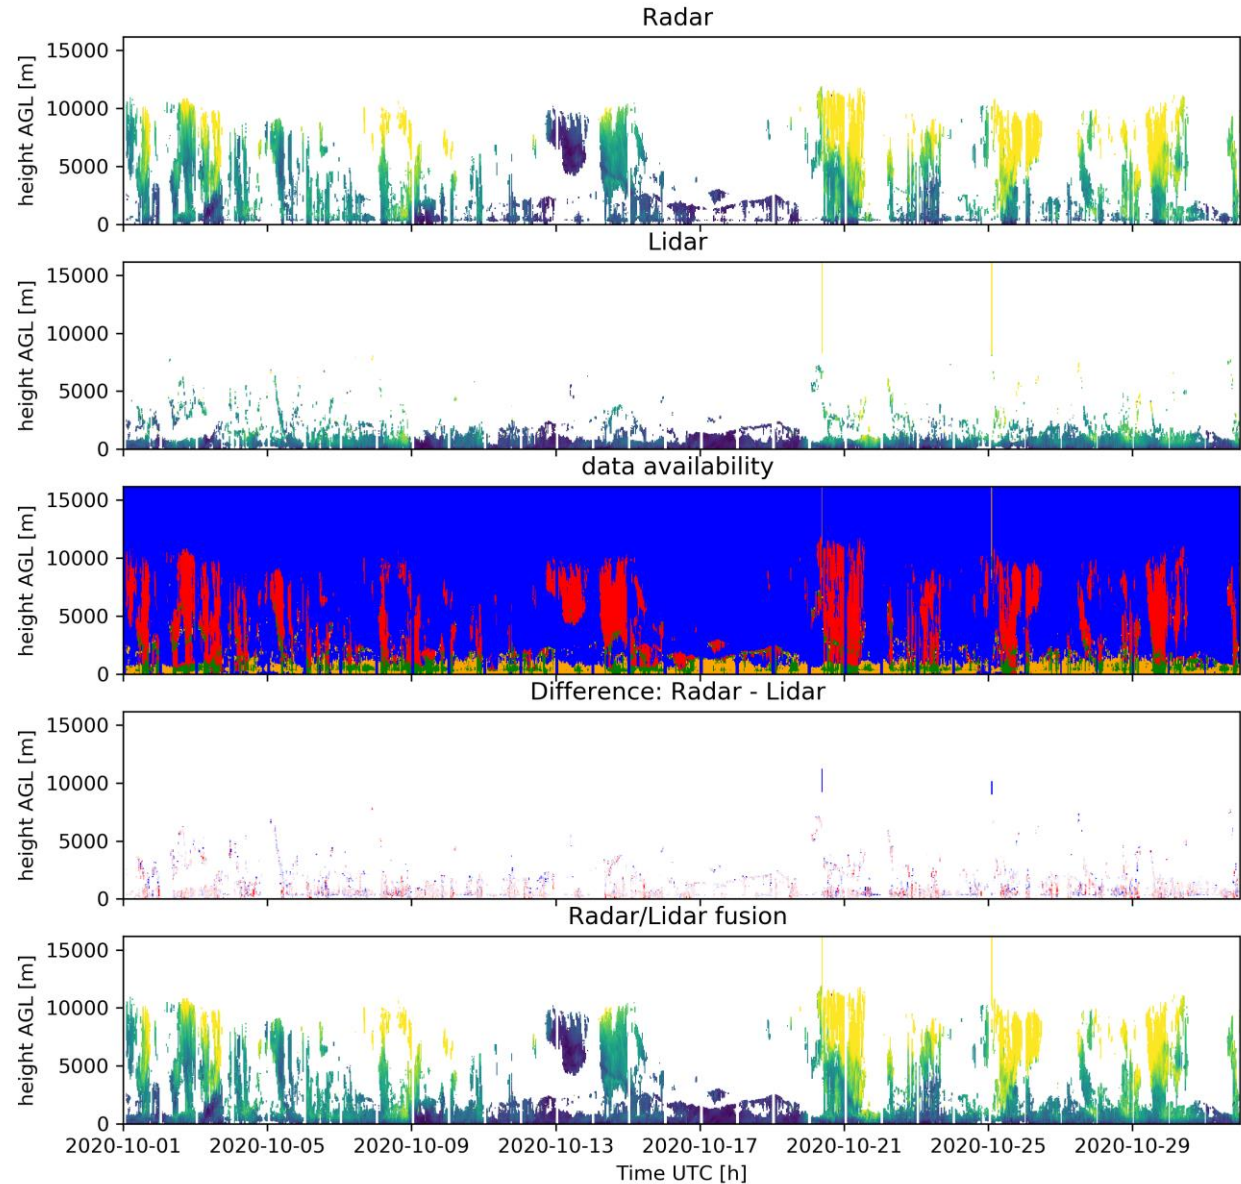 Radar
15000
10000
5000
0
height AGL [m]
Lidar
15000
10000
5000
0
height AGL [m]
data availability
15000
10000
5000
0
height AGL [m]
Difference: Radar - Lidar
15000
10000
5000
0
height AGL [m]
Radar/Lidar fusion
15000
10000
5000
0
height AGL [m]
2020-10-01 2020-10-05 2020-10-09 2020-10-13 2020-10-17 2020-10-21 2020-10-25 2020-10-29
Time UTC [h]